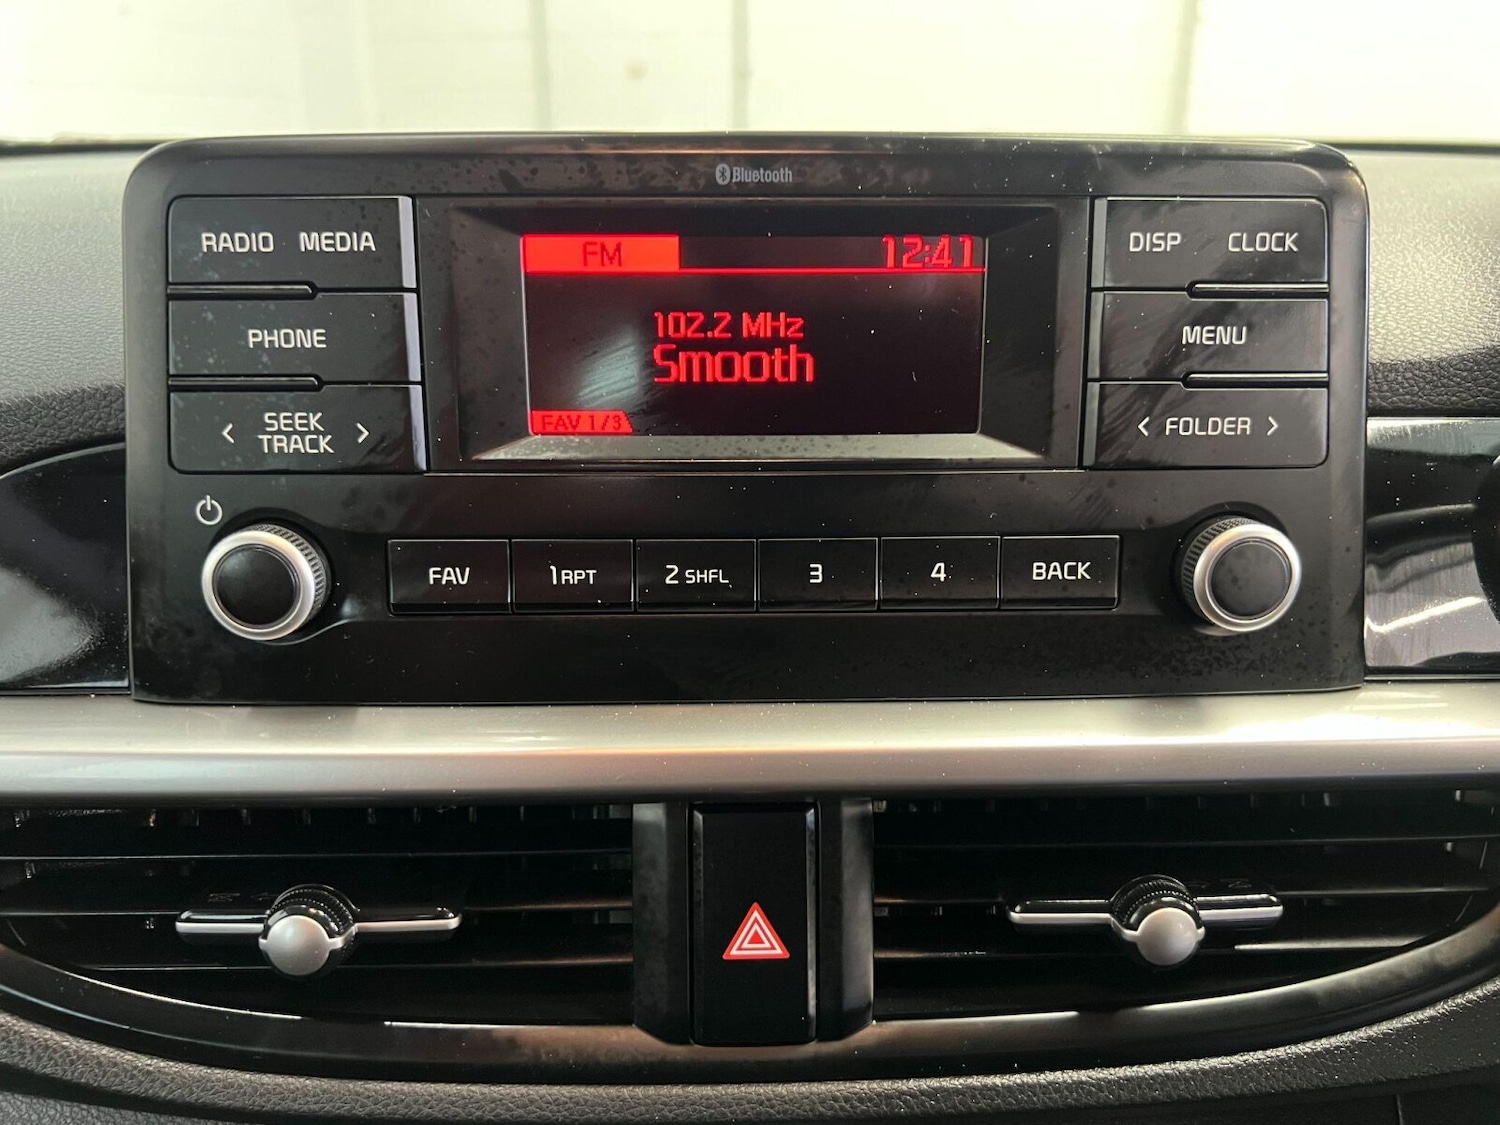 Bluetooth
RADIO MEDIA
PHONE
< SEEK >
TRACK
FM 12:41
102.2 MHz
Smooth
FAV 1/3
DISP CLOCK
MENU
< FOLDER >
FAV 1 RPT 2 SHFL 3 4 BACK